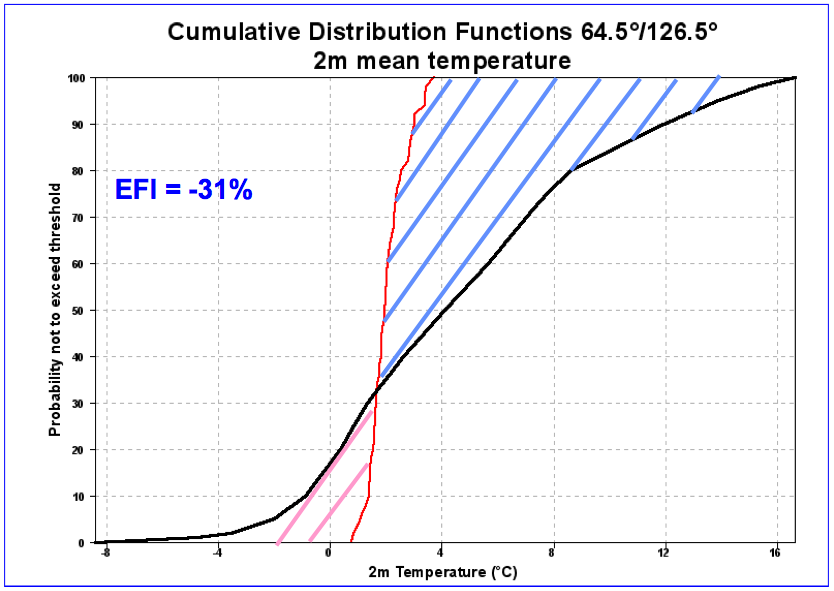 Cumulative Distribution Functions 64.5°/126.5°
2m mean temperature
100
90
80
EFI = -31%
70
60
50
40
30
20
10
0
Probability not to exceed threshold
-8 -4 0 4 8 12 16
2m Temperature (°C)